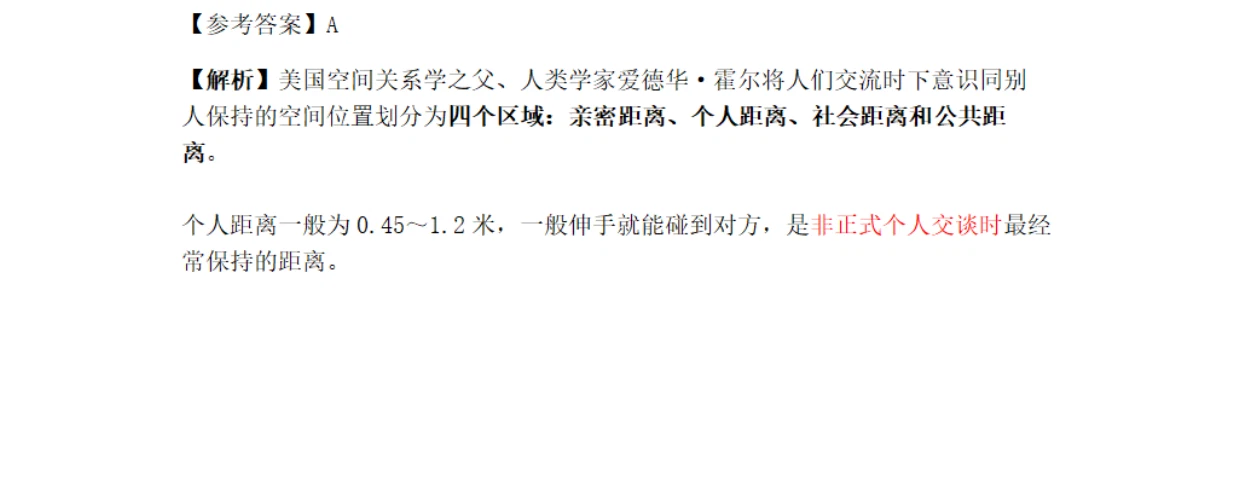 【参考答案】A
【解析】美国空间关系学之父、人类学家爱德华·霍尔将人们交流时下意识同别
人保持的空间位置划分为四个区域：亲密距离、个人距离、社会距离和公共距
离。
个人距离一般为 0.45～1.2 米，一般伸手就能碰到对方，是非正式个人交谈时最经
常保持的距离。